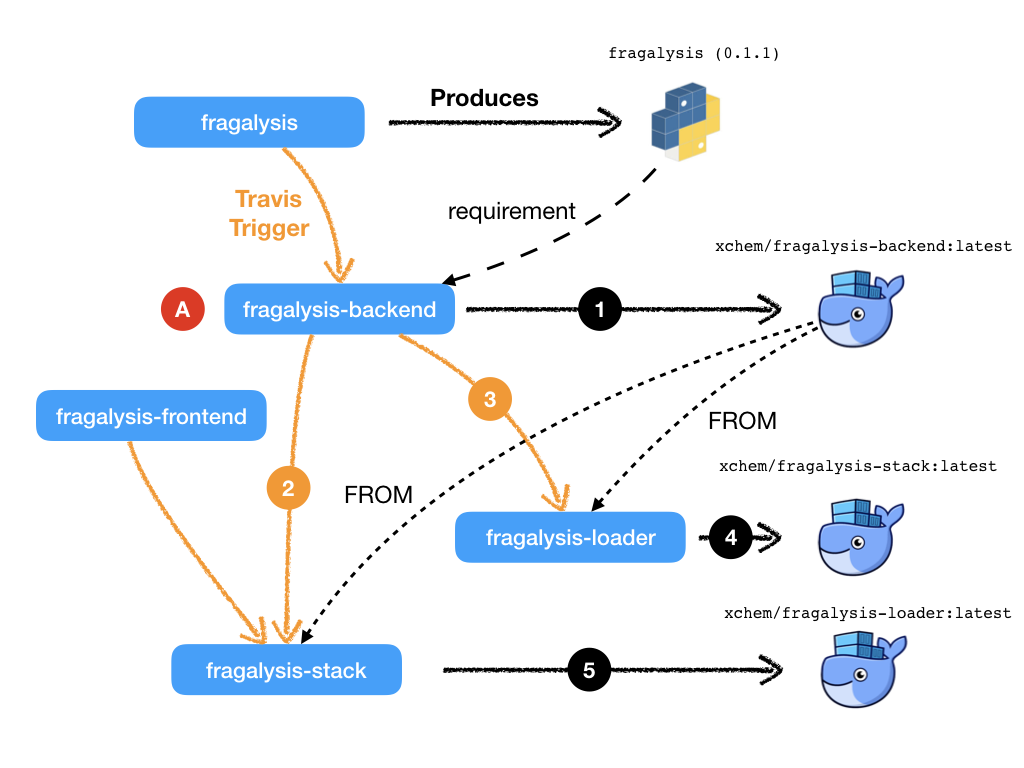 fragalysis (0.1.1)
Produces
fragalysis
Travis
Trigger
requirement
xchem/fragalysis-backend:latest
A
fragalysis-backend
1
3
fragalysis-frontend
FROM
xchem/fragalysis-stack:latest
2
FROM
fragalysis-loader
4
xchem/fragalysis-loader:latest
fragalysis-stack
5